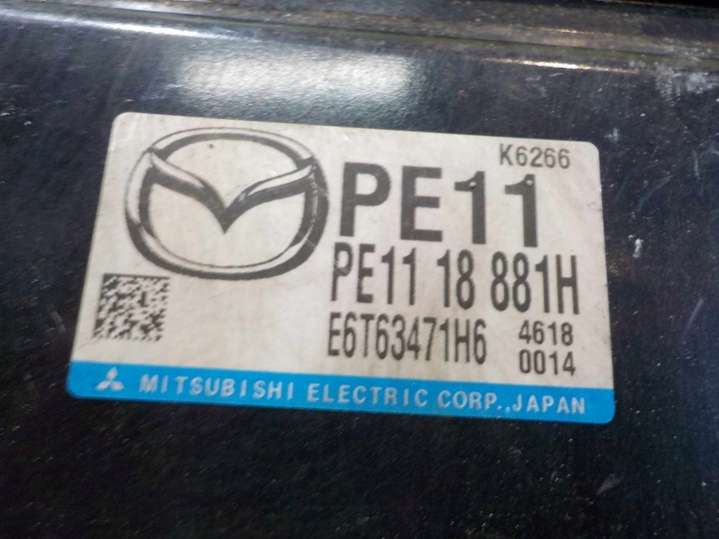 K6266
PE11
PE11 18 881H
E6T63471H6 4618
0014
MITSUBISHI ELECTRIC CORP., JAPAN